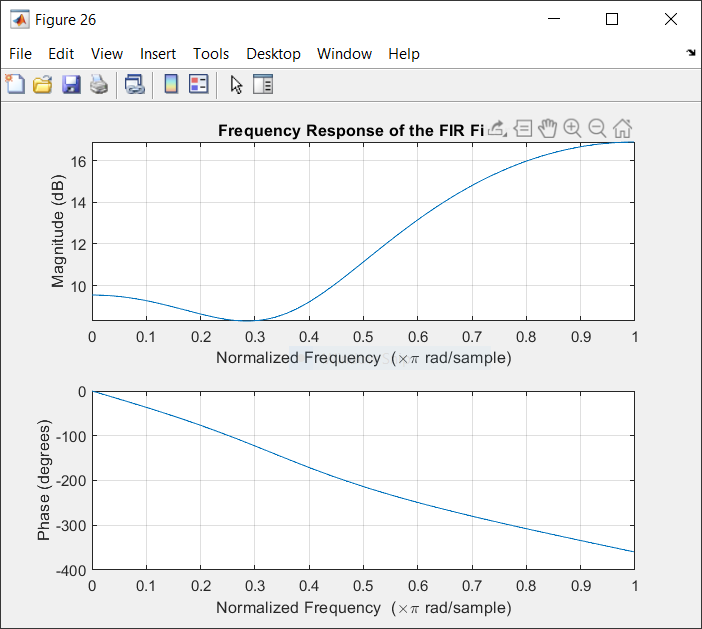 Figure 26
File Edit View Insert Tools Desktop Window Help
Frequency Response of the FIR Fi
16
14
12
10
Magnitude (dB)
0 0.1 0.2 0.3 0.4 0.5 0.6 0.7 0.8 0.9 1
Normalized Frequency (×π rad/sample)
0
-100
-200
-300
-400
Phase (degrees)
0 0.1 0.2 0.3 0.4 0.5 0.6 0.7 0.8 0.9 1
Normalized Frequency (×π rad/sample)